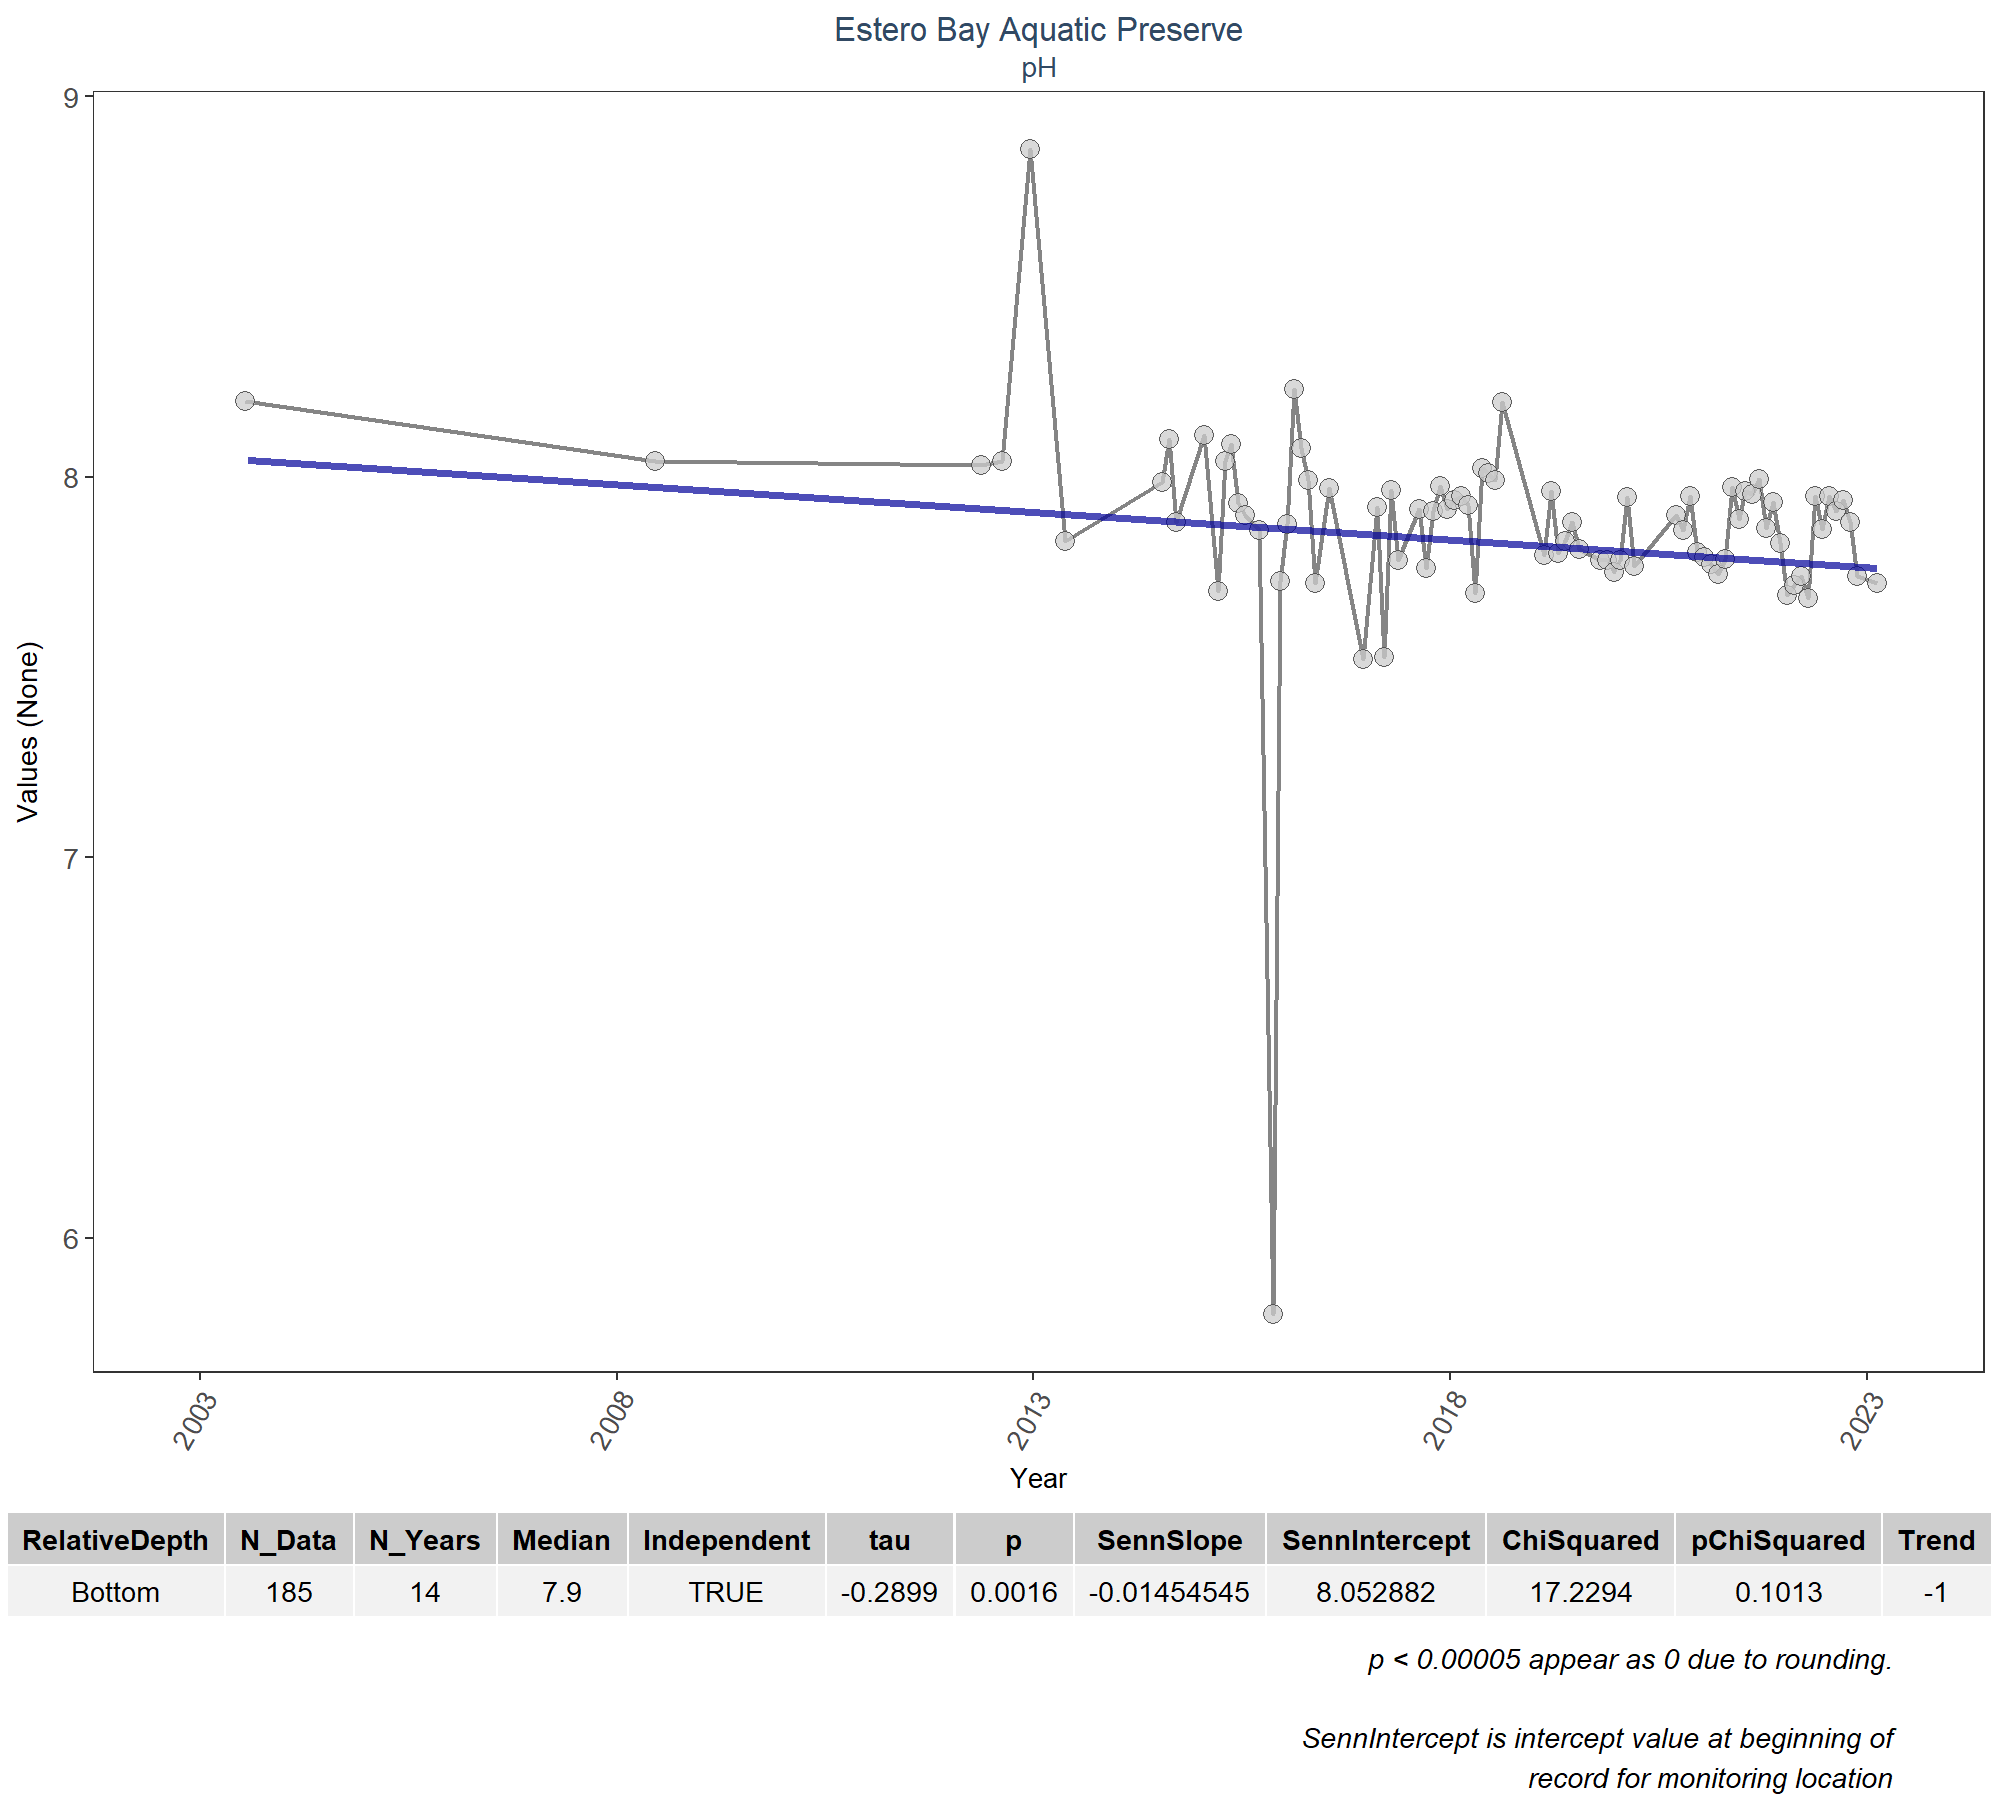 Estero Bay Aquatic Preserve
pH
9
8
7
6
Values (None)
2003
2008
2013
2018
2023
Year
RelativeDepth N_Data N_Years Median Independent tau p SennSlope SennIntercept ChiSquared pChiSquared Trend
Bottom 185 14 7.9 TRUE -0.2899 0.0016 -0.01454545 8.052882 17.2294 0.1013 -1
p < 0.00005 appear as 0 due to rounding.
SennIntercept is intercept value at beginning of
record for monitoring location